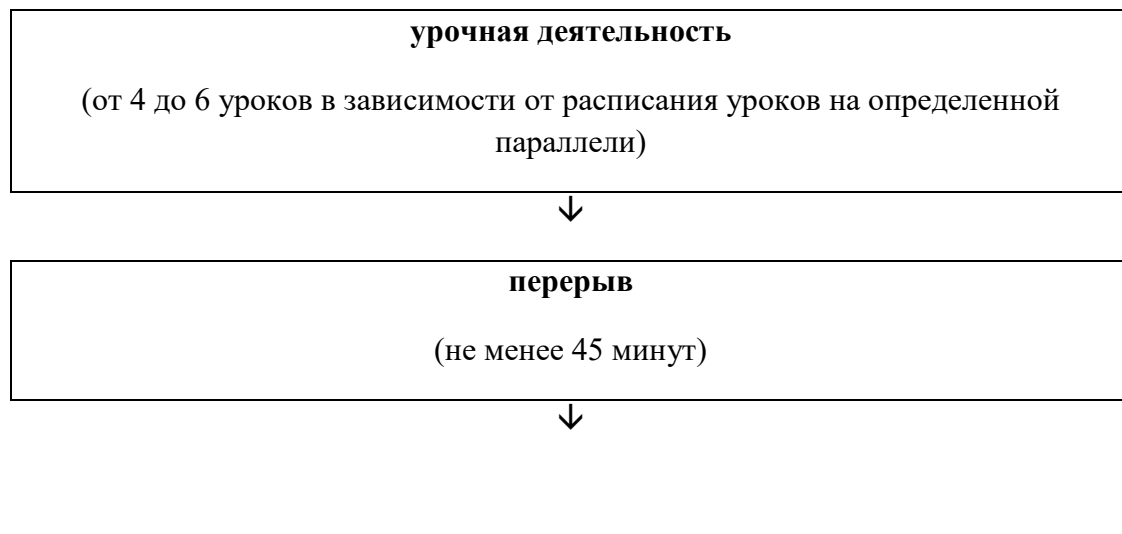 урочная деятельность
(от 4 до 6 уроков в зависимости от расписания уроков на определенной
параллели)
↓
перерыв
(не менее 45 минут)
↓